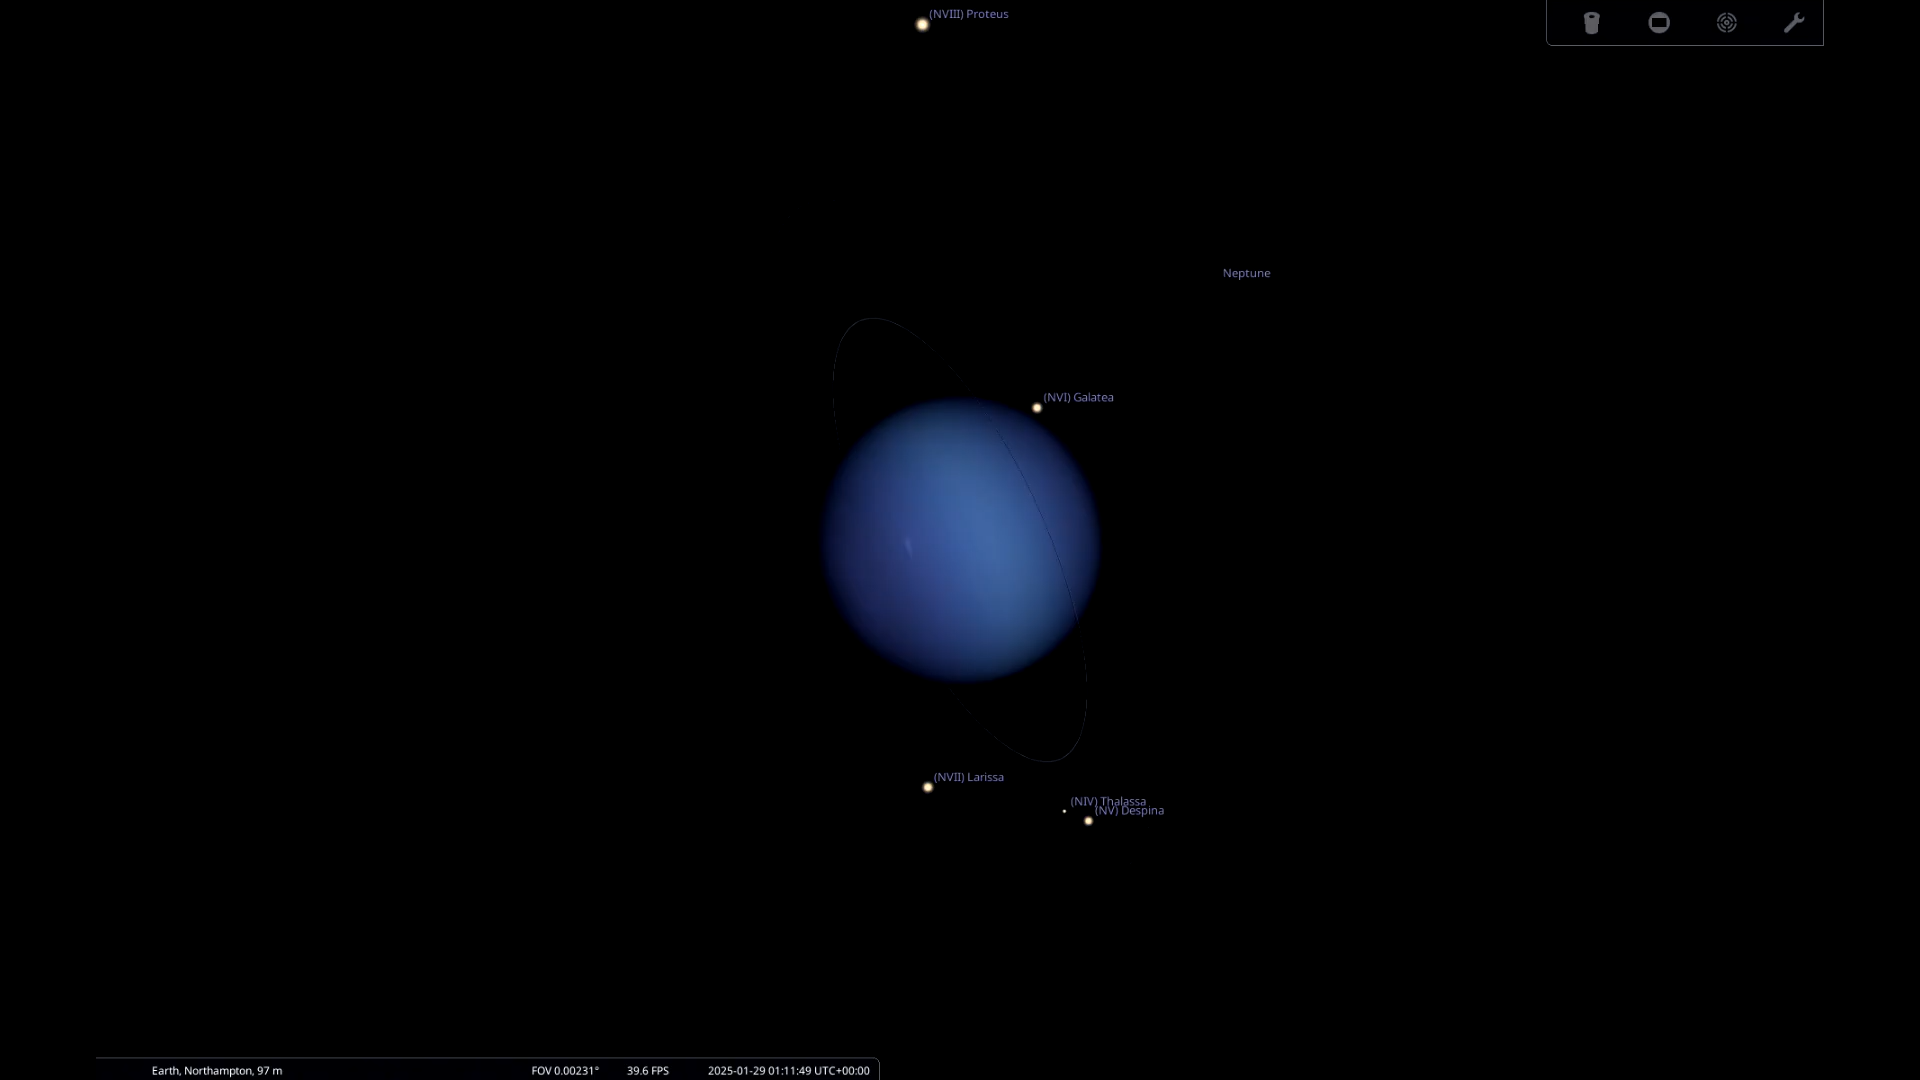 (NVIII) Proteus
Neptune
(NVI) Galatea
(NVII) Larissa
(NIV) Thalassa
(NV) Despina
Earth, Northampton, 97 m FOV 0.00231° 39.6 FPS 2025-01-29 01:11:49 UTC+00:00